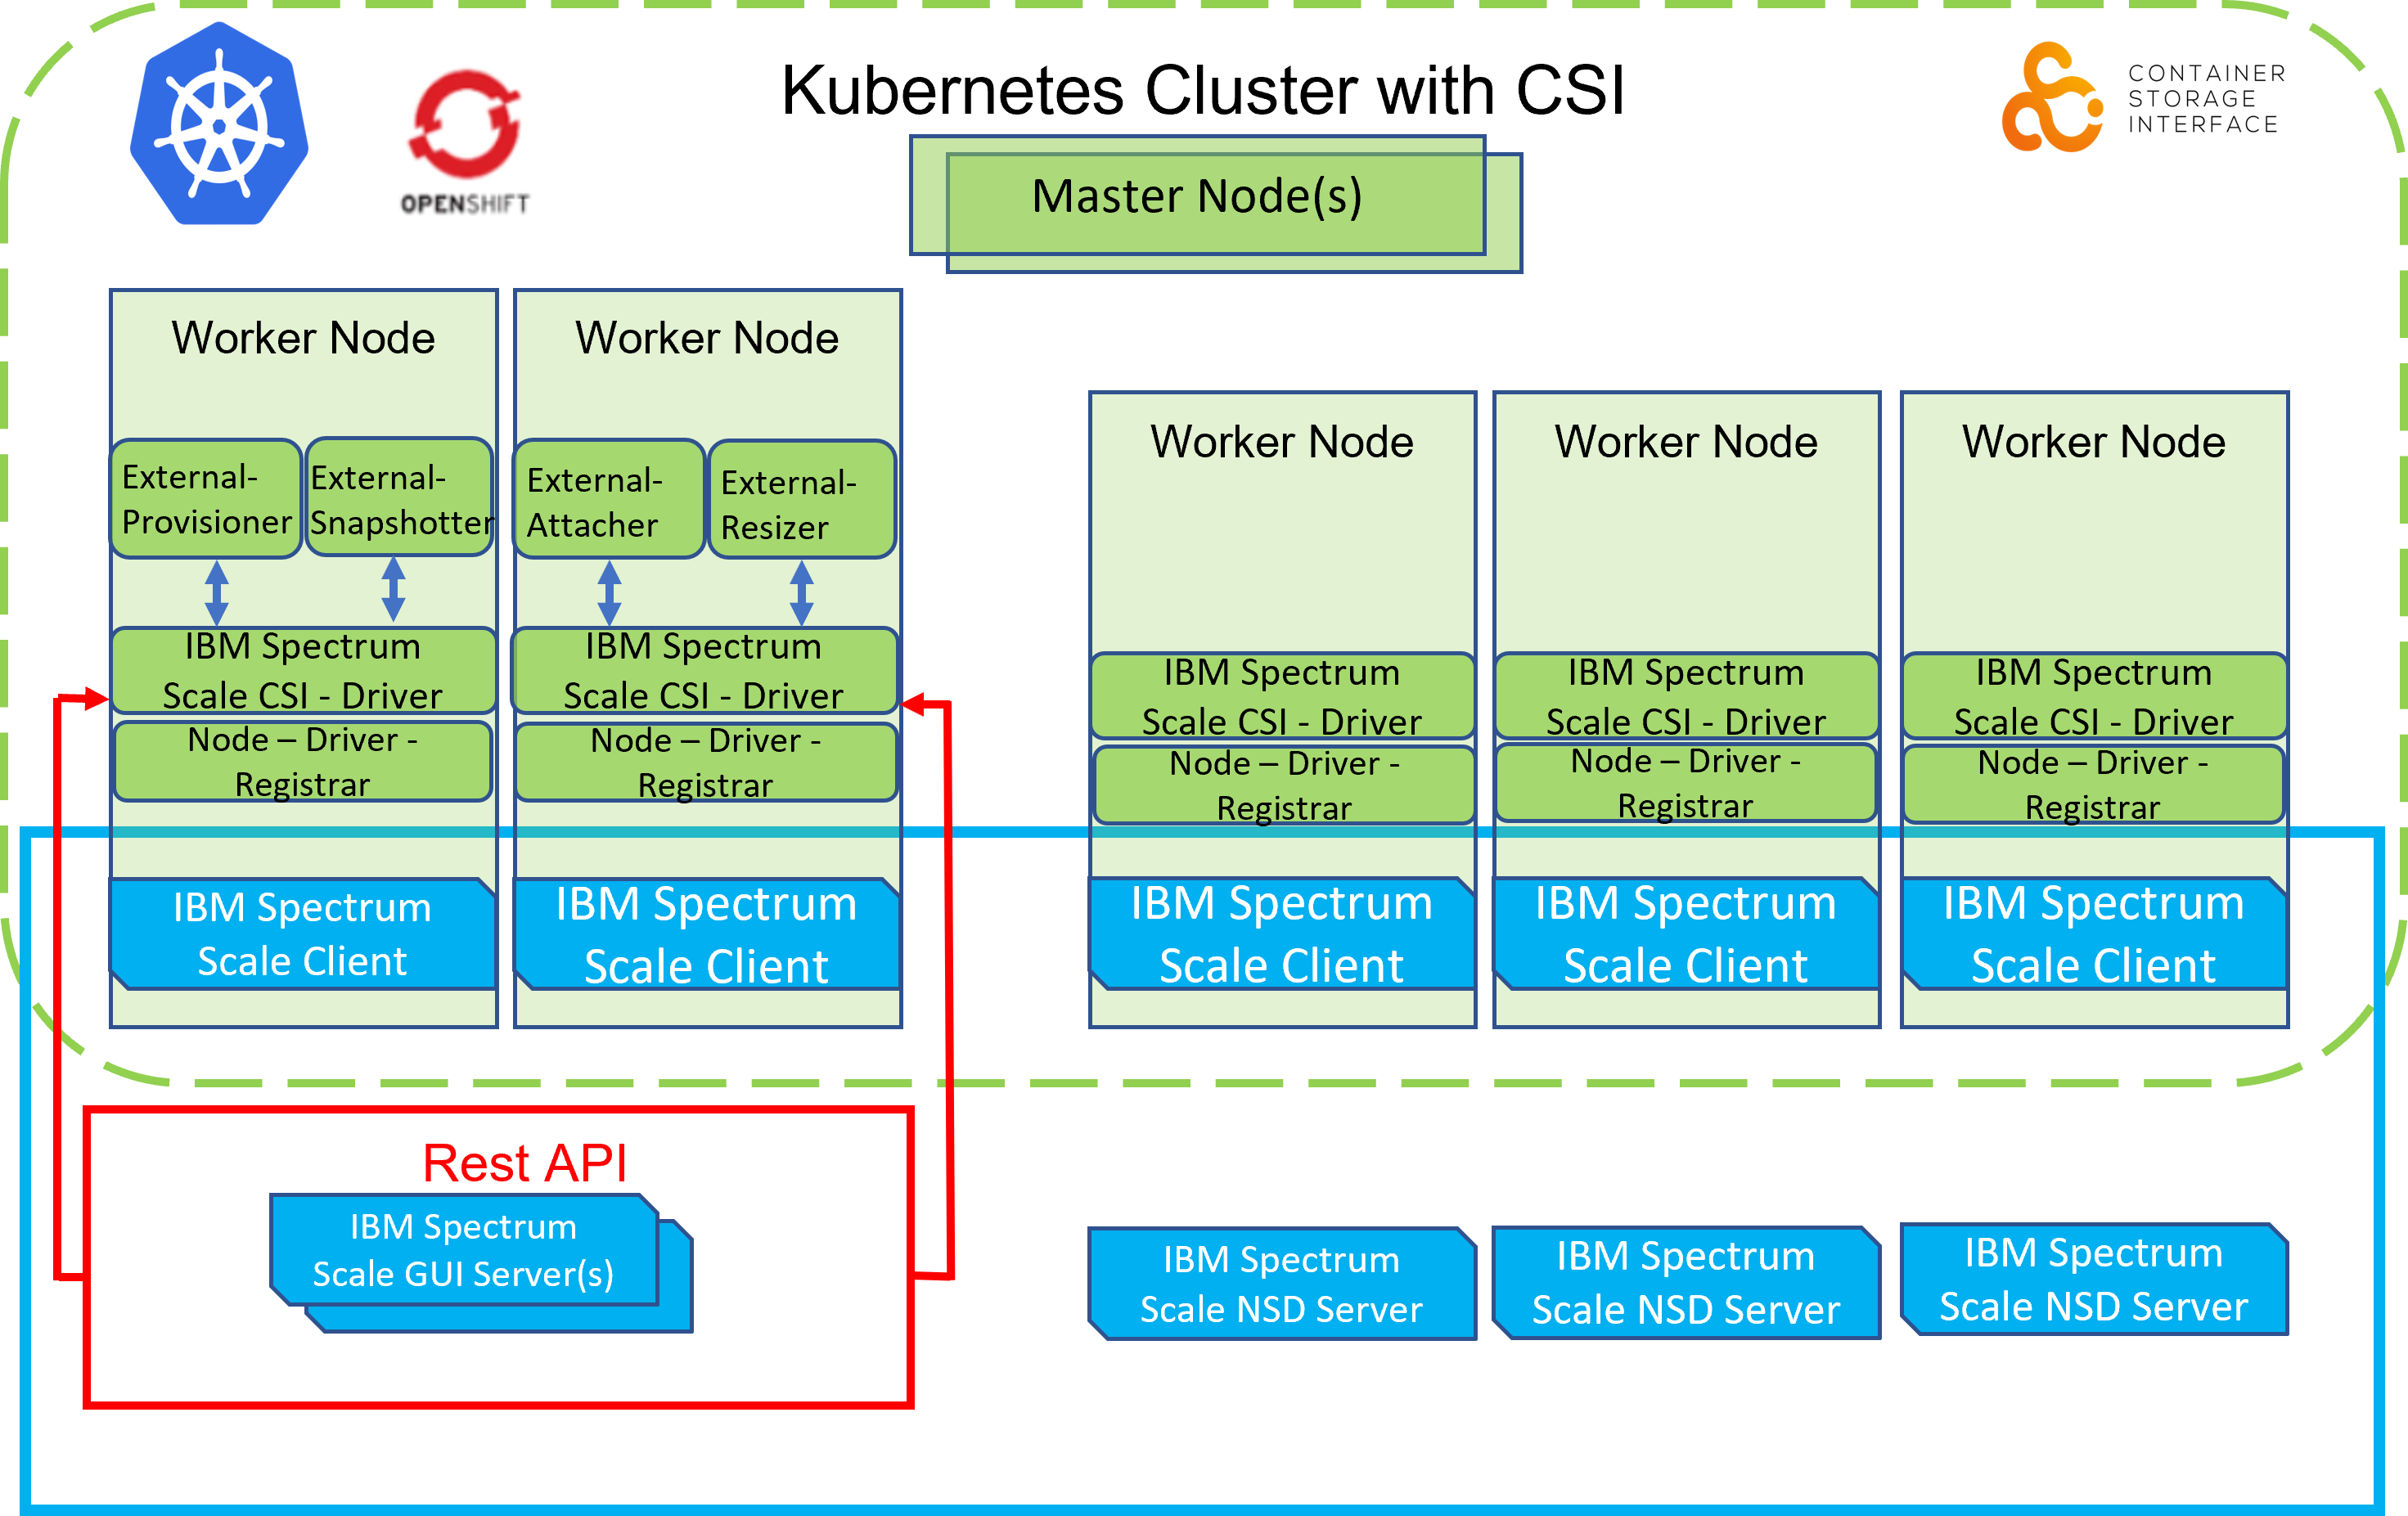 Kubernetes Cluster with CSI
OPENSHIFT
CONTAINER
STORAGE
INTERFACE
Master Node(s)
Worker Node
External-
Provisioner
External-
Snapshotter
IBM Spectrum
Scale CSI - Driver
Node – Driver -
Registrar
IBM Spectrum
Scale Client
Worker Node
External-
Attacher
External-
Resizer
IBM Spectrum
Scale CSI - Driver
Node – Driver -
Registrar
IBM Spectrum
Scale Client
Worker Node
IBM Spectrum
Scale CSI - Driver
Node – Driver -
Registrar
IBM Spectrum
Scale Client
Worker Node
IBM Spectrum
Scale CSI - Driver
Node – Driver -
Registrar
IBM Spectrum
Scale Client
Worker Node
IBM Spectrum
Scale CSI - Driver
Node – Driver -
Registrar
IBM Spectrum
Scale Client
Rest API
IBM Spectrum
Scale GUI Server(s)
IBM Spectrum
Scale NSD Server
IBM Spectrum
Scale NSD Server
IBM Spectrum
Scale NSD Server